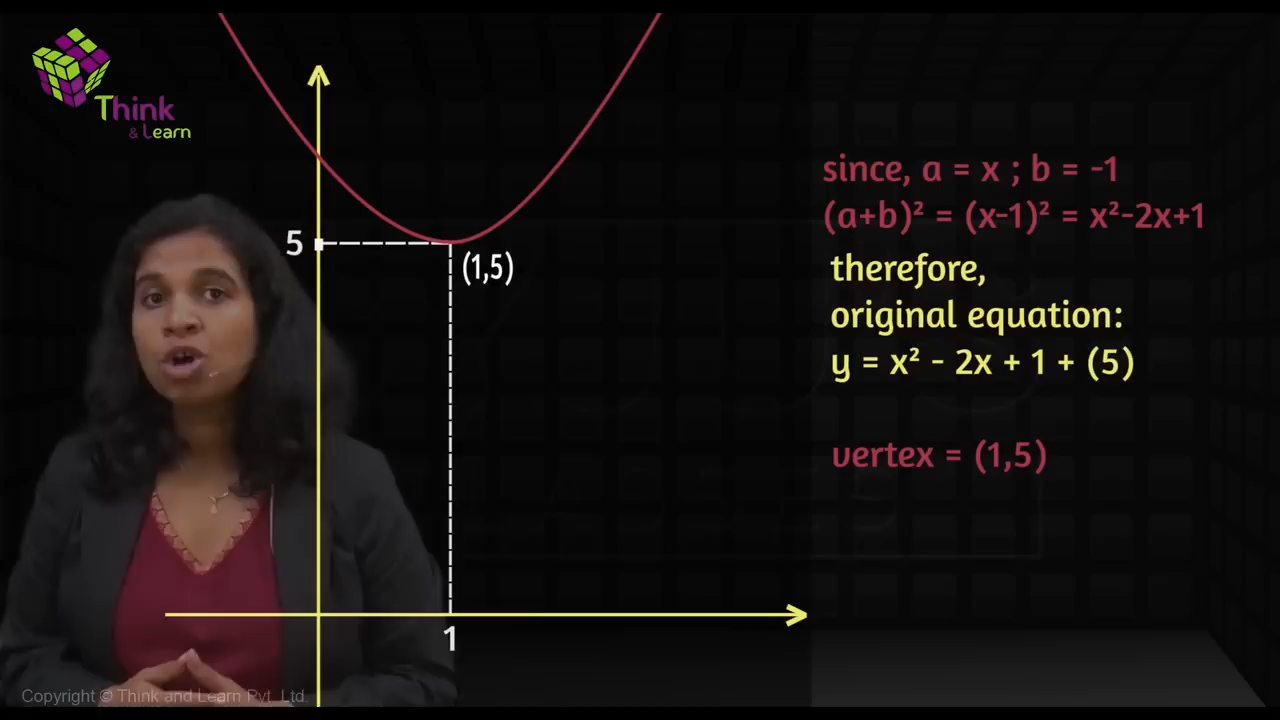 Think
& Learn
since, a = x ; b = -1
(a+b)² = (x-1)² = x²-2x+1
therefore,
original equation:
y = x² - 2x + 1 + (5)
vertex = (1,5)
5
(1,5)
1
Copyright © Think and Learn Pvt. Ltd.